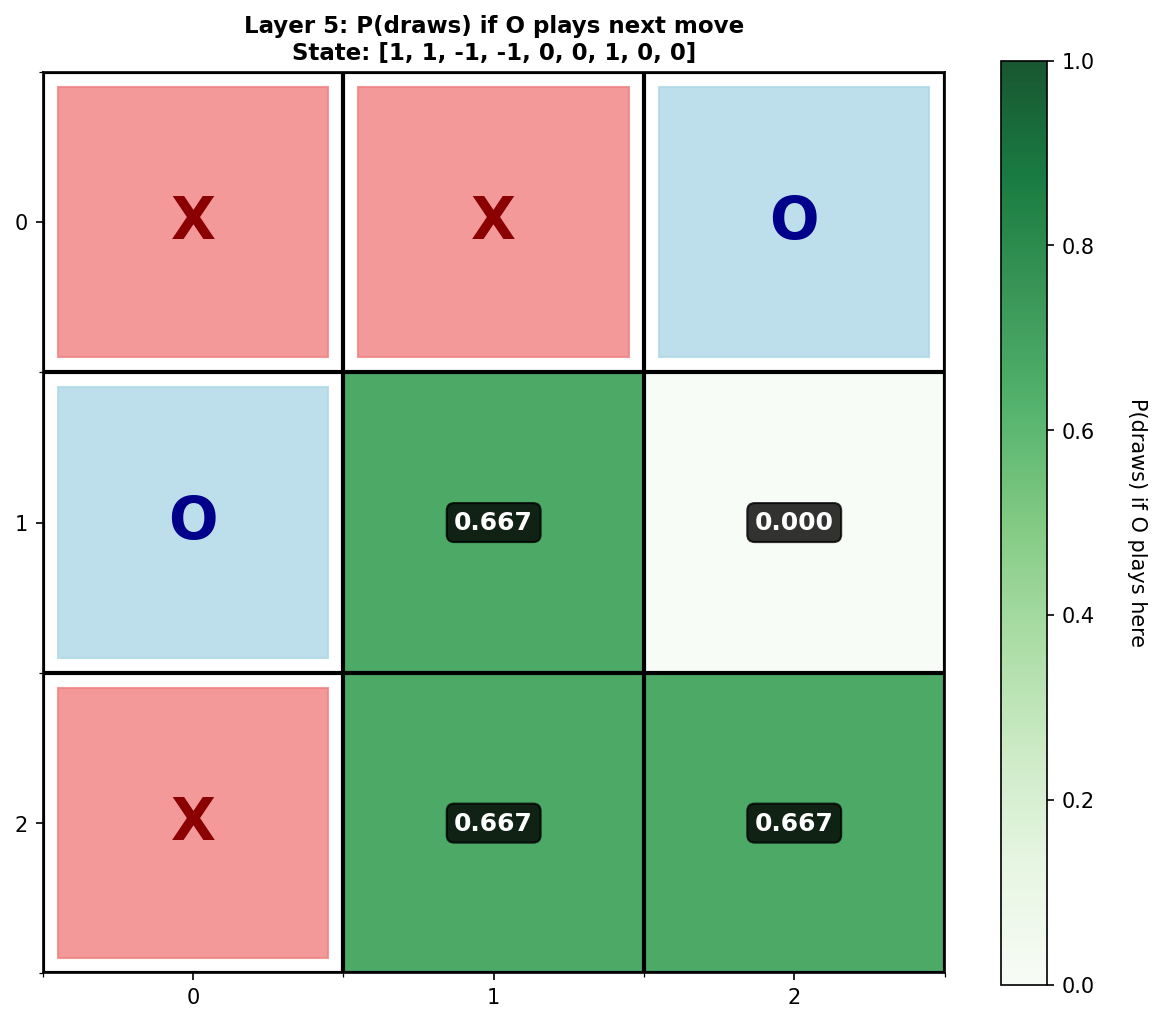 Layer 5: P(draws) if O plays next move
State: [1, 1, -1, -1, 0, 0, 1, 0, 0]
0
X
X
O
1
O
0.667
0.000
2
X
0.667
0.667
0
1
2
1.0
0.8
0.6
0.4
0.2
0.0
P(draws) if O plays here